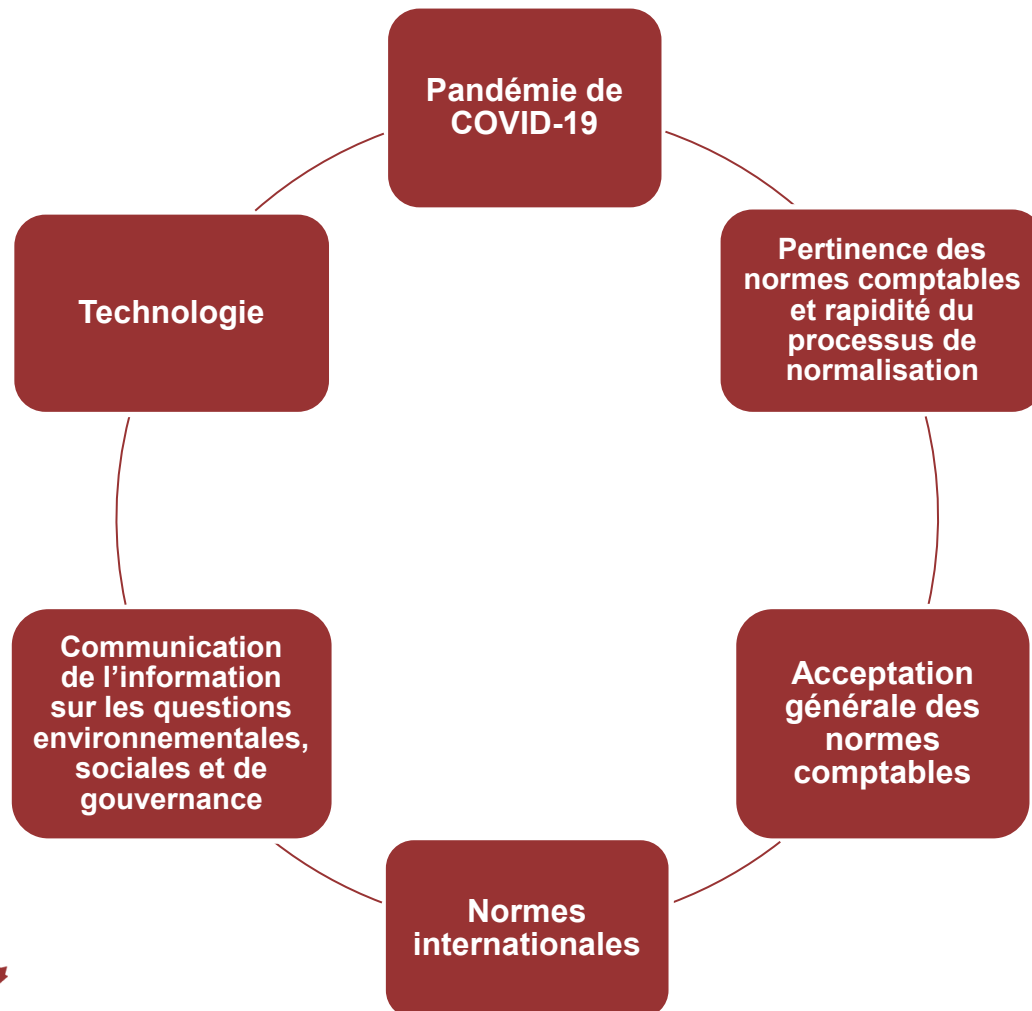 Pandémie de
COVID-19
Pertinence des
normes comptables
et rapidité du
processus de
normalisation
Acceptation
générale des
normes
comptables
Normes
internationales
Communication
de l’information
sur les questions
environnementales,
sociales et de
gouvernance
Technologie